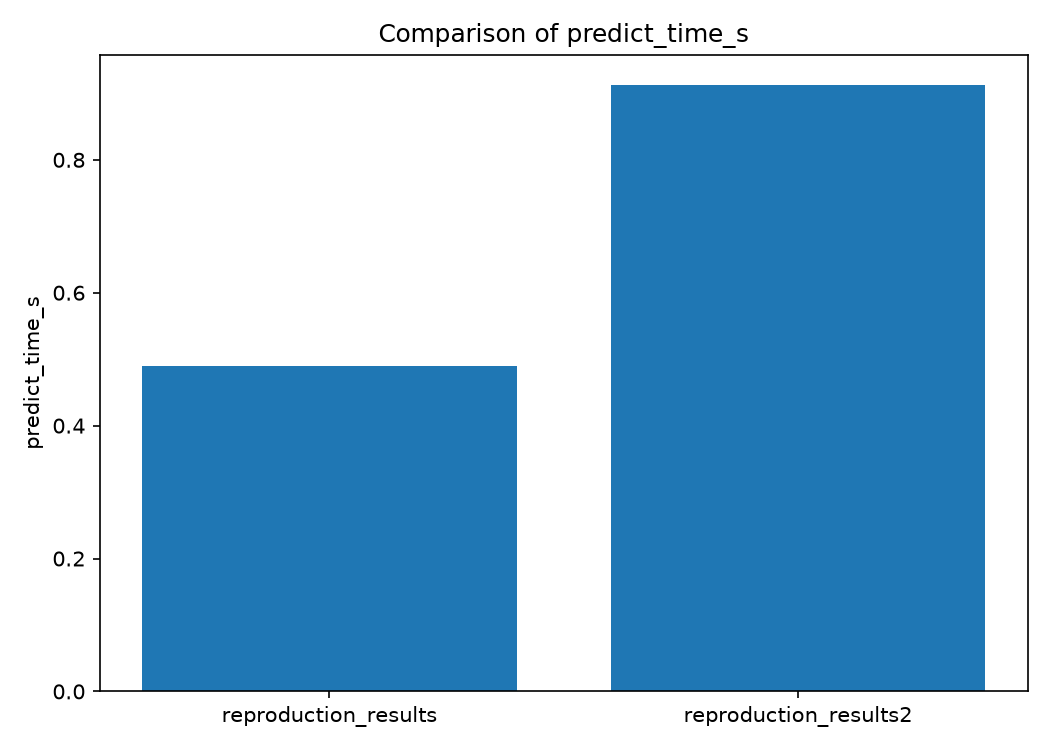 Comparison of predict_time_s
predict_time_s
0.8
0.6
0.4
0.2
0.0
reproduction_results
reproduction_results2